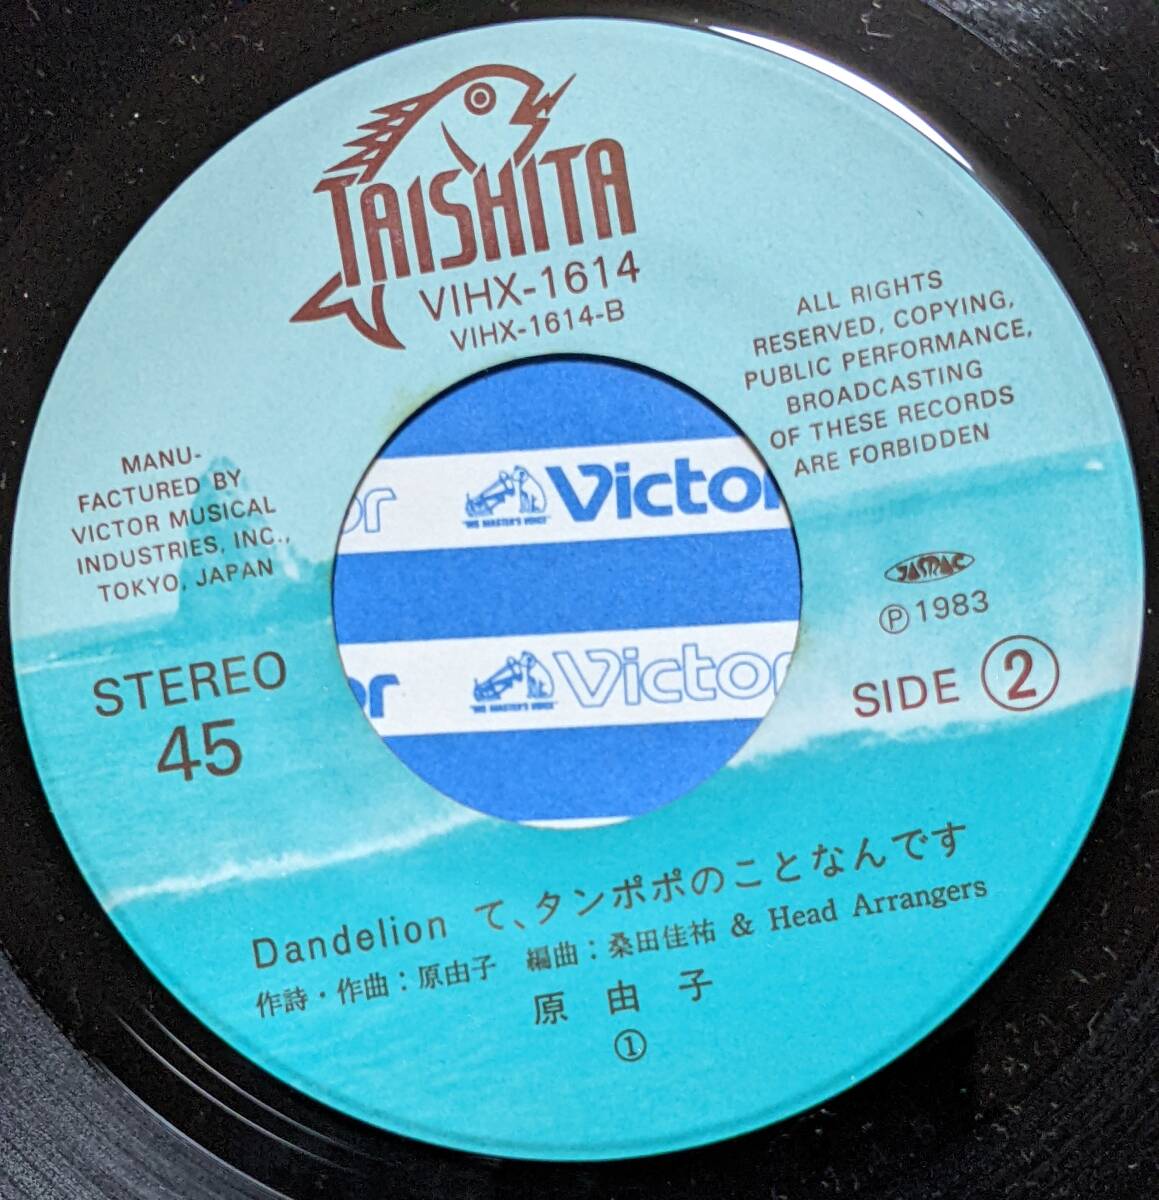 TAISHITA
VIHX-1614
VIHX-1614-B
ALL RIGHTS
RESERVED, COPYING,
PUBLIC PERFORMANCE,
BROADCASTING
OF THESE RECORDS
ARE FORBIDDEN
MANU-
FACTURED BY
VICTOR MUSICAL
INDUSTRIES, INC.,
TOKYO, JAPAN
or Victor
"HIS MASTER'S VOICE"
JASRAC
Ⓟ1983
STEREO
45
SIDE ②
or Victor
"HIS MASTER'S VOICE"
Dandelion て、タンポポのことなんです
作詩・作曲：原由子 編曲：桑田佳祐 & Head Arrangers
原 由 子
①